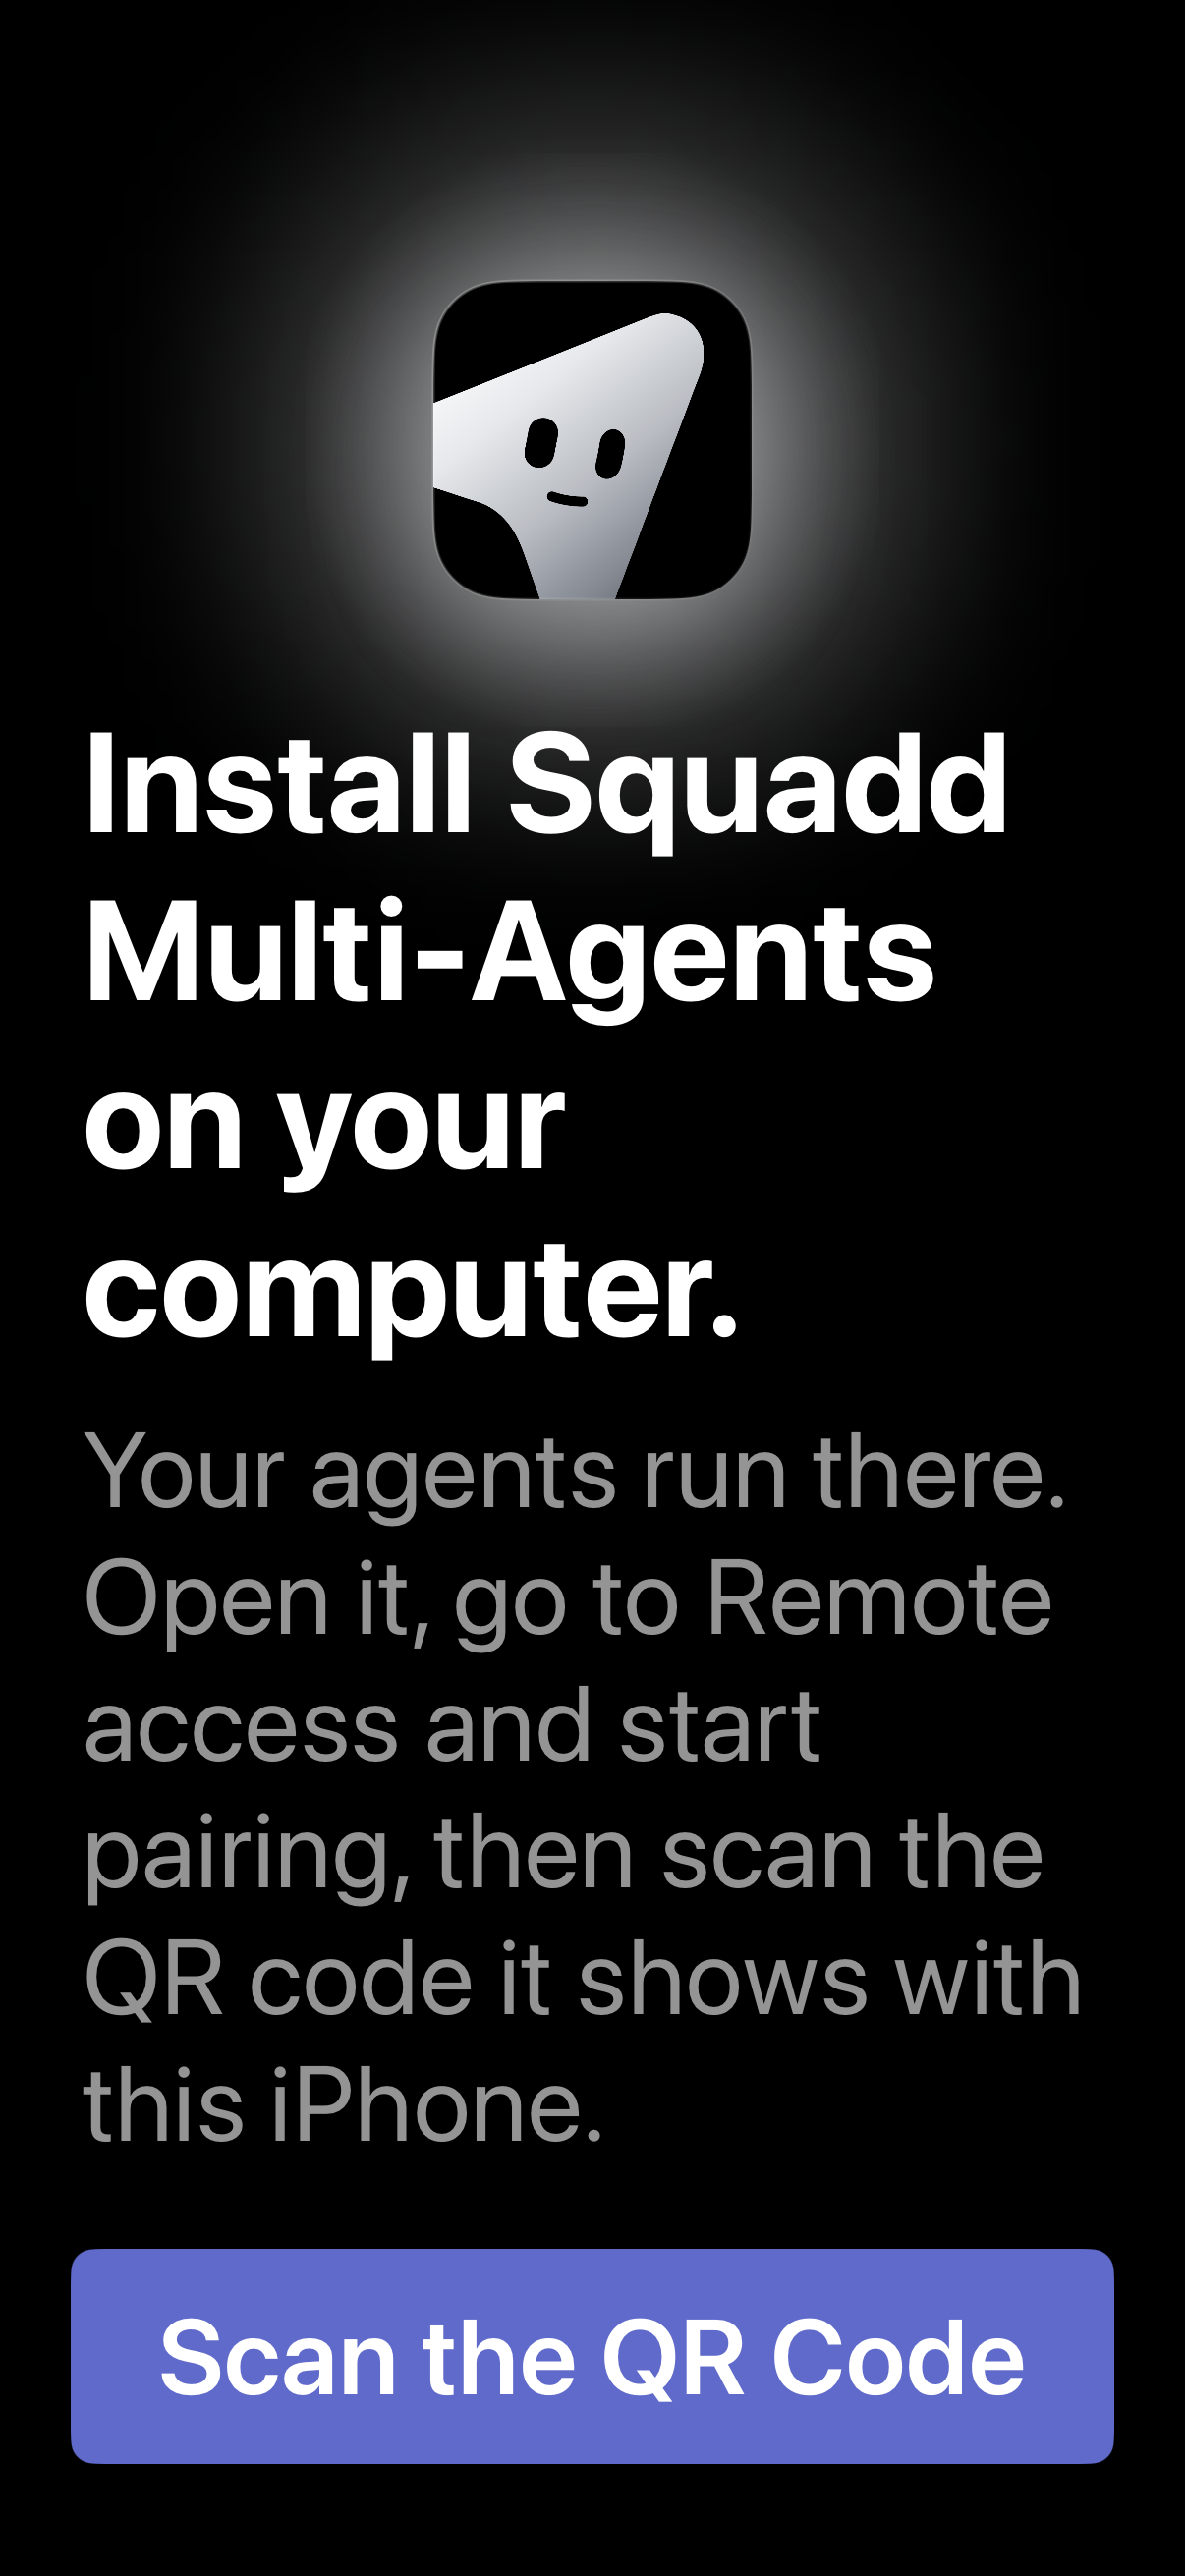 Install Squadd
Multi-Agents
on your
computer.
Your agents run there.
Open it, go to Remote
access and start
pairing, then scan the
QR code it shows with
this iPhone.
Scan the QR Code